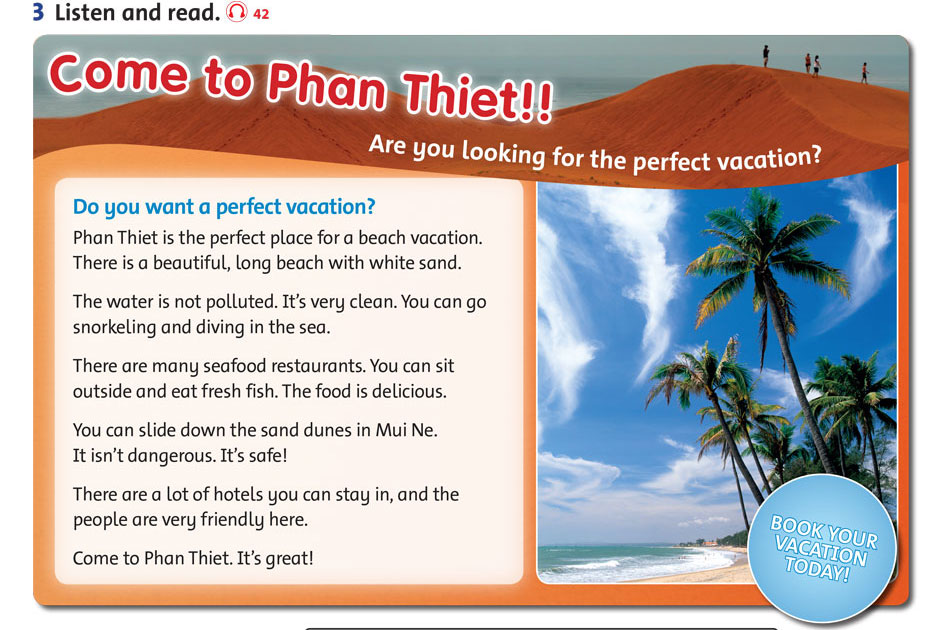 3 Listen and read. 42
Come to Phan Thiet!!
Are you looking for the perfect vacation?
Do you want a perfect vacation?
Phan Thiet is the perfect place for a beach vacation.
There is a beautiful, long beach with white sand.
The water is not polluted. It's very clean. You can go
snorkeling and diving in the sea.
There are many seafood restaurants. You can sit
outside and eat fresh fish. The food is delicious.
You can slide down the sand dunes in Mui Ne.
It isn't dangerous. It's safe!
There are a lot of hotels you can stay in, and the
people are very friendly here.
Come to Phan Thiet. It's great!
BOOK YOUR
VACATION
TODAY!